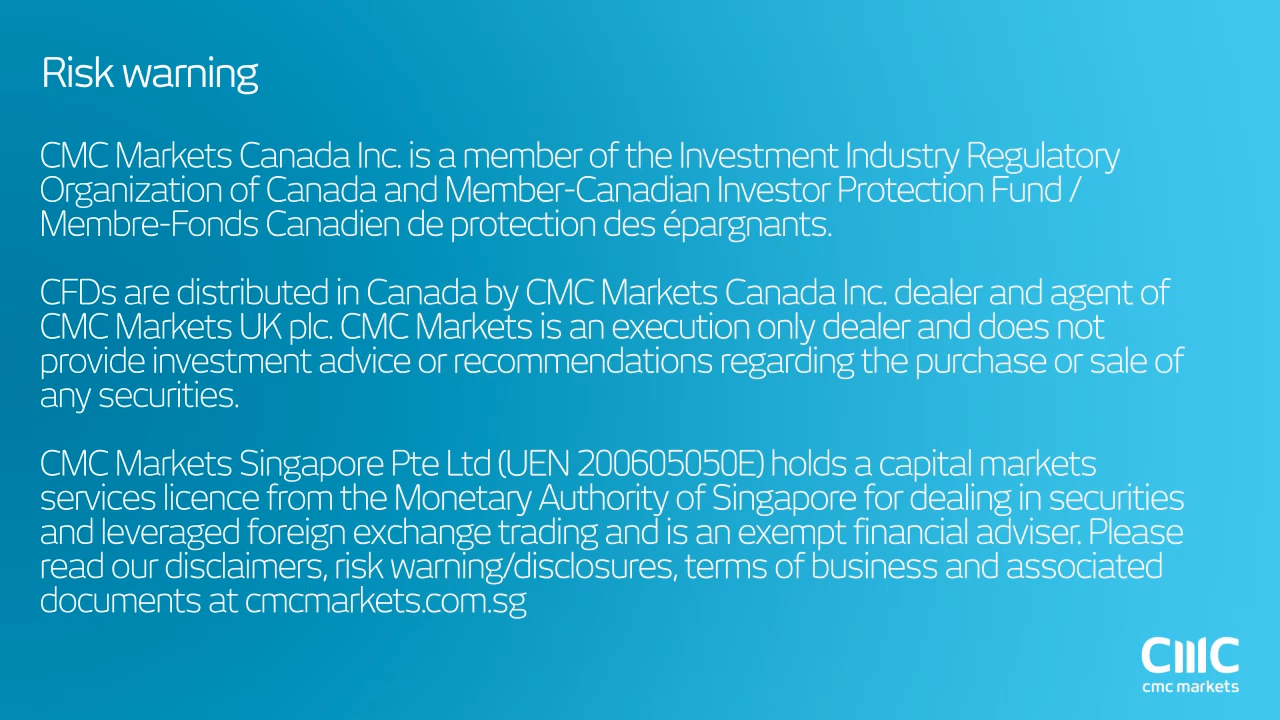 Risk warning
CMC Markets Canada Inc. is a member of the Investment Industry Regulatory
Organization of Canada and Member-Canadian Investor Protection Fund /
Membre-Fonds Canadien de protection des épargnants.
CFDs are distributed in Canada by CMC Markets Canada Inc. dealer and agent of
CMC Markets UK plc. CMC Markets is an execution only dealer and does not
provide investment advice or recommendations regarding the purchase or sale of
any securities.
CMC Markets Singapore Pte Ltd (UEN 200605050E) holds a capital markets
services licence from the Monetary Authority of Singapore for dealing in securities
and leveraged foreign exchange trading and is an exempt financial adviser. Please
read our disclaimers, risk warning/disclosures, terms of business and associated
documents at cmcmarkets.com.sg
CMC
cmc markets